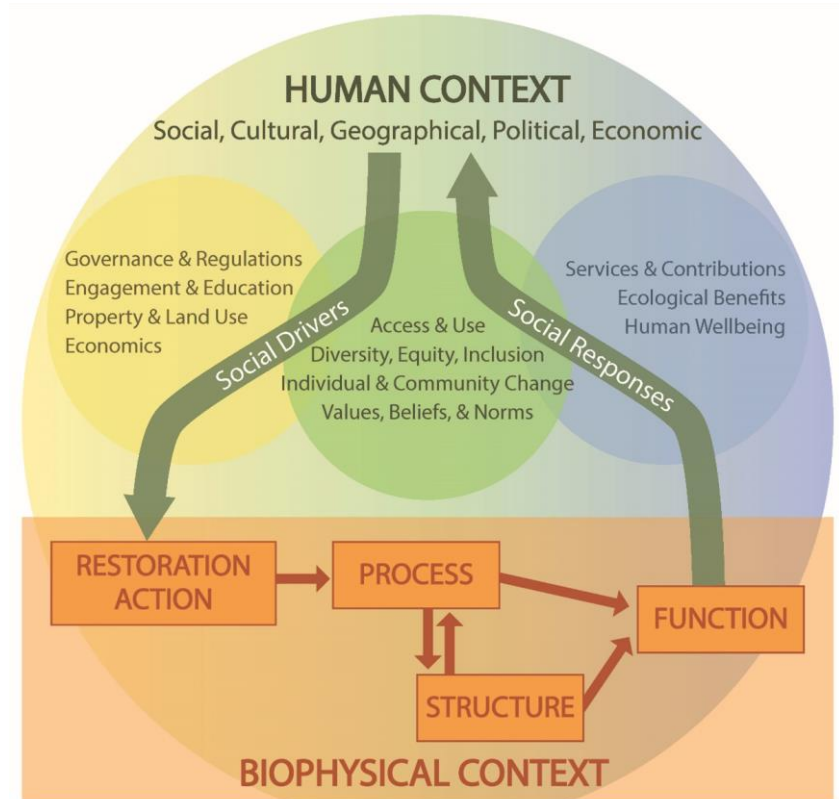 HUMAN CONTEXT
Social, Cultural, Geographical, Political, Economic
Governance & Regulations
Engagement & Education
Property & Land Use
Economics
Social Drivers
Access & Use
Diversity, Equity, Inclusion
Individual & Community Change
Values, Beliefs, & Norms
Social Responses
Services & Contributions
Ecological Benefits
Human Wellbeing
RESTORATION
ACTION
PROCESS
STRUCTURE
FUNCTION
BIOPHYSICAL CONTEXT